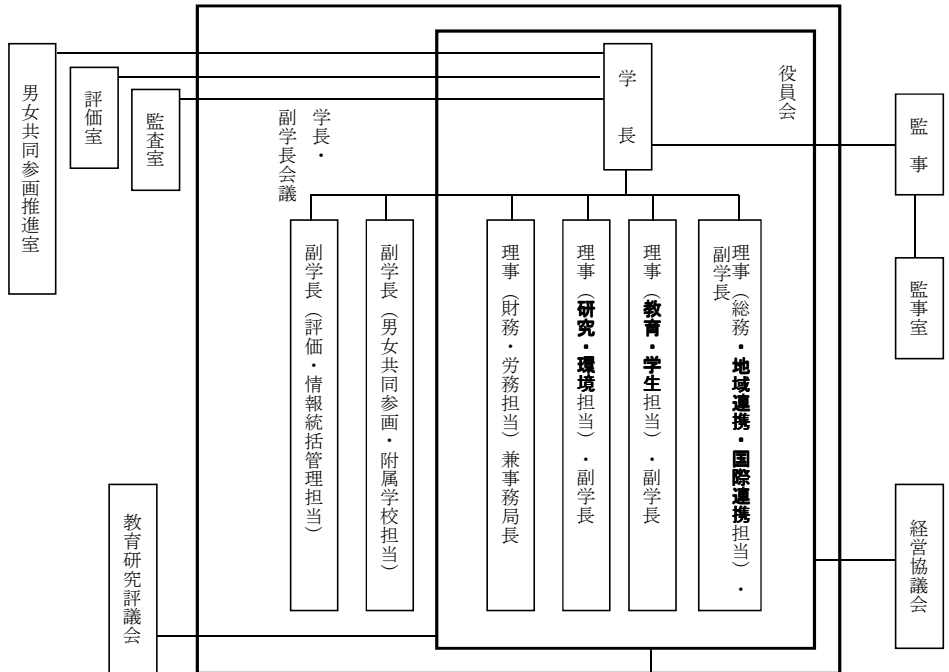 役員会
学長
監事
監事室
経営協議会
男女共同参画推進室
評価室
監査室
学長・
副学長会議
理事（総務・地域連携・国際連携担当）・
副学長
理事（教育・学生担当）・副学長
理事（研究・環境担当）・副学長
理事（財務・労務担当）兼事務局長
副学長（男女共同参画・附属学校担当）
副学長（評価・情報統括管理担当）
教育研究評議会